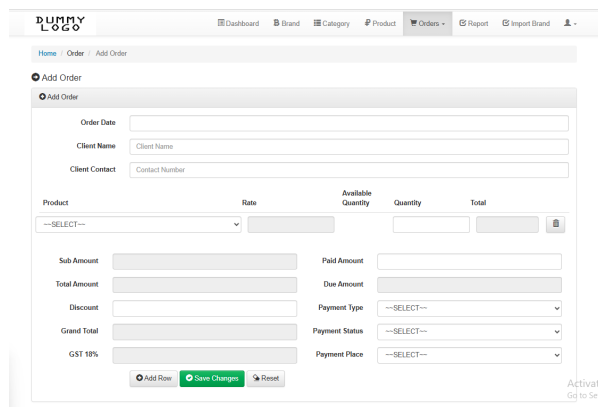 DUMMY
LOGO
Dashboard Brand Category Product Orders Report Import Brand
Home / Order / Add Order
Add Order
Add Order
Order Date
Client Name Client Name
Client Contact Contact Number
Product Rate Available Quantity Quantity Total
~~SELECT~~
Sub Amount Paid Amount
Total Amount Due Amount
Discount Payment Type ~~SELECT~~
Grand Total Payment Status ~~SELECT~~
GST 18% Payment Place ~~SELECT~~
Add Row Save Changes Reset
Activat
Go to Se